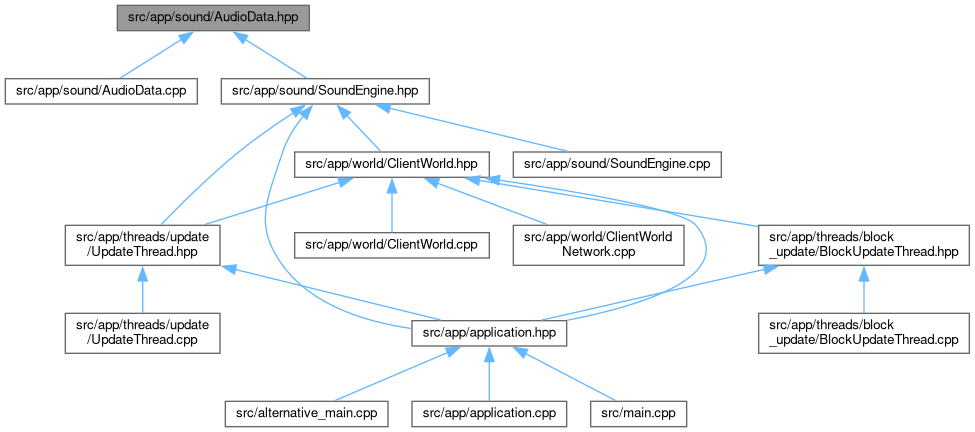 src/app/sound/AudioData.hpp
src/app/sound/AudioData.cpp
src/app/sound/SoundEngine.hpp
src/app/world/ClientWorld.hpp
src/app/sound/SoundEngine.cpp
src/app/threads/update
/UpdateThread.hpp
src/app/world/ClientWorld.cpp
src/app/world/ClientWorld
Network.cpp
src/app/threads/block
_update/BlockUpdateThread.hpp
src/app/threads/update
/UpdateThread.cpp
src/app/application.hpp
src/app/threads/block
_update/BlockUpdateThread.cpp
src/alternative_main.cpp
src/app/application.cpp
src/main.cpp